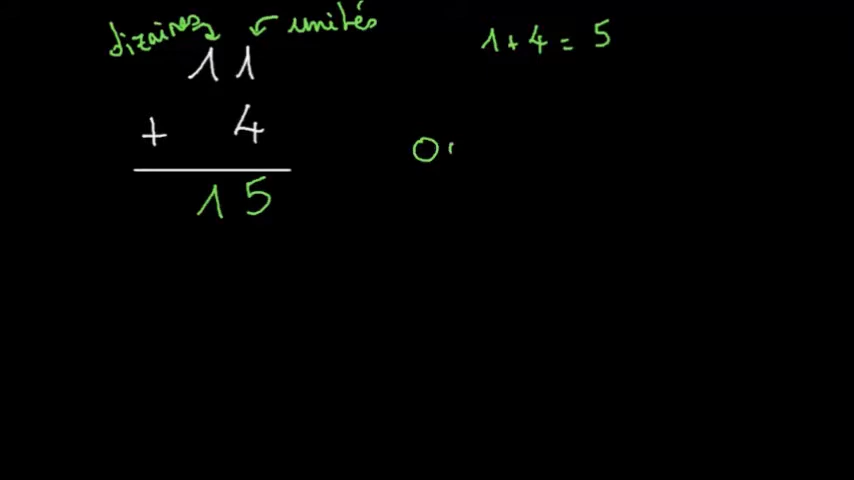 dizaines unités
11
+ 4
15
1 + 4 = 5